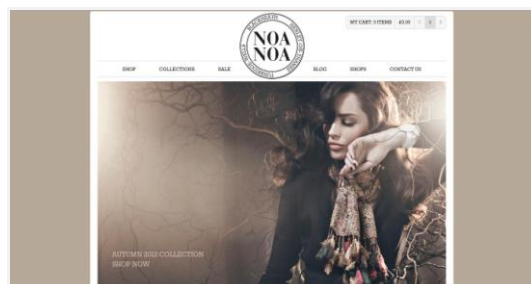 MY CART: 0 ITEMS £0.00
NOA
NOA
SHOP COLLECTIONS SALE BLOG SHOPS CONTACT US
AUTUMN 2012 COLLECTION
SHOP NOW